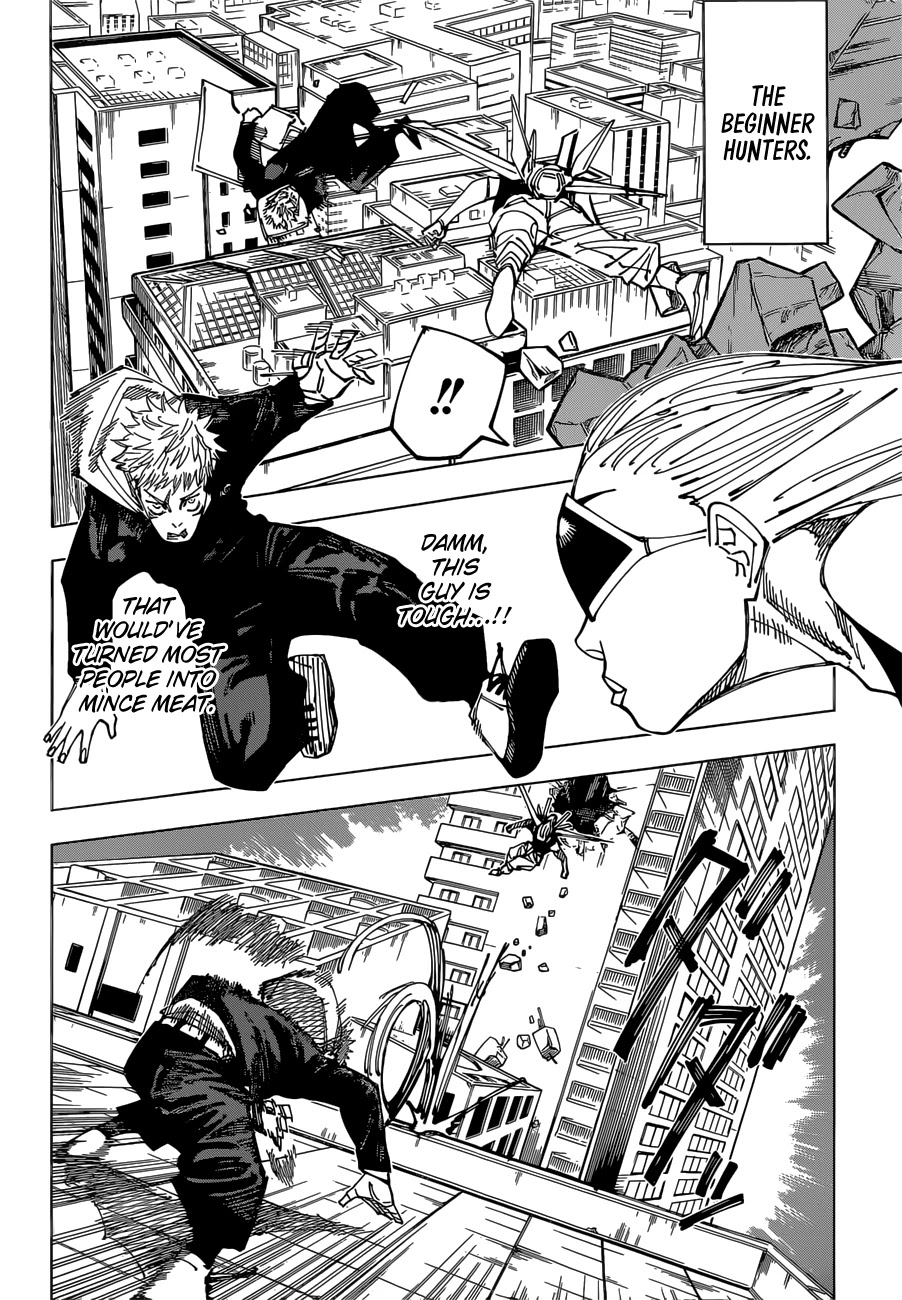 THE
BEGINNER
HUNTERS.
!!
DAMM,
THIS
GUY IS
TOUGH...!!
THAT
WOULD'VE
TURNED MOST
PEOPLE INTO
MINCE MEAT.